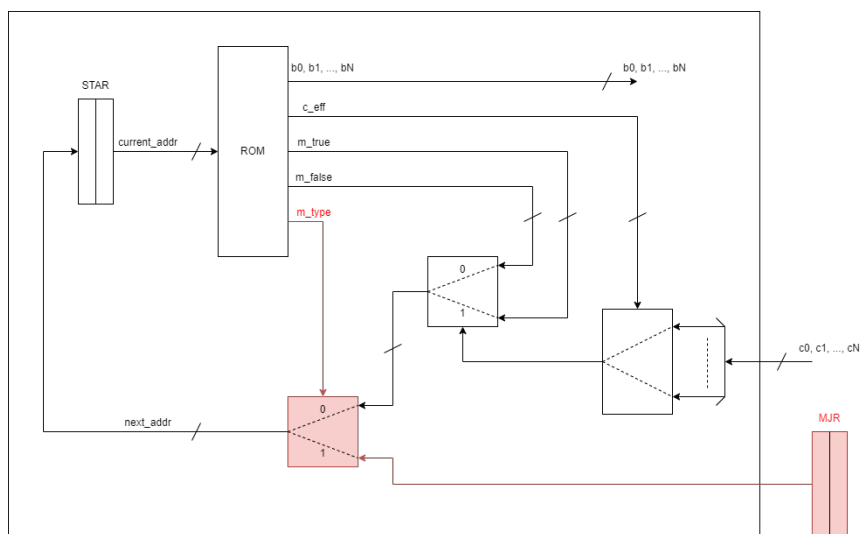 b0, b1, ..., bN
b0, b1, ..., bN
STAR
c_eff
current_addr
ROM
m_true
m_false
m_type
0
1
c0, c1, ..., cN
0
next_addr
MJR
1